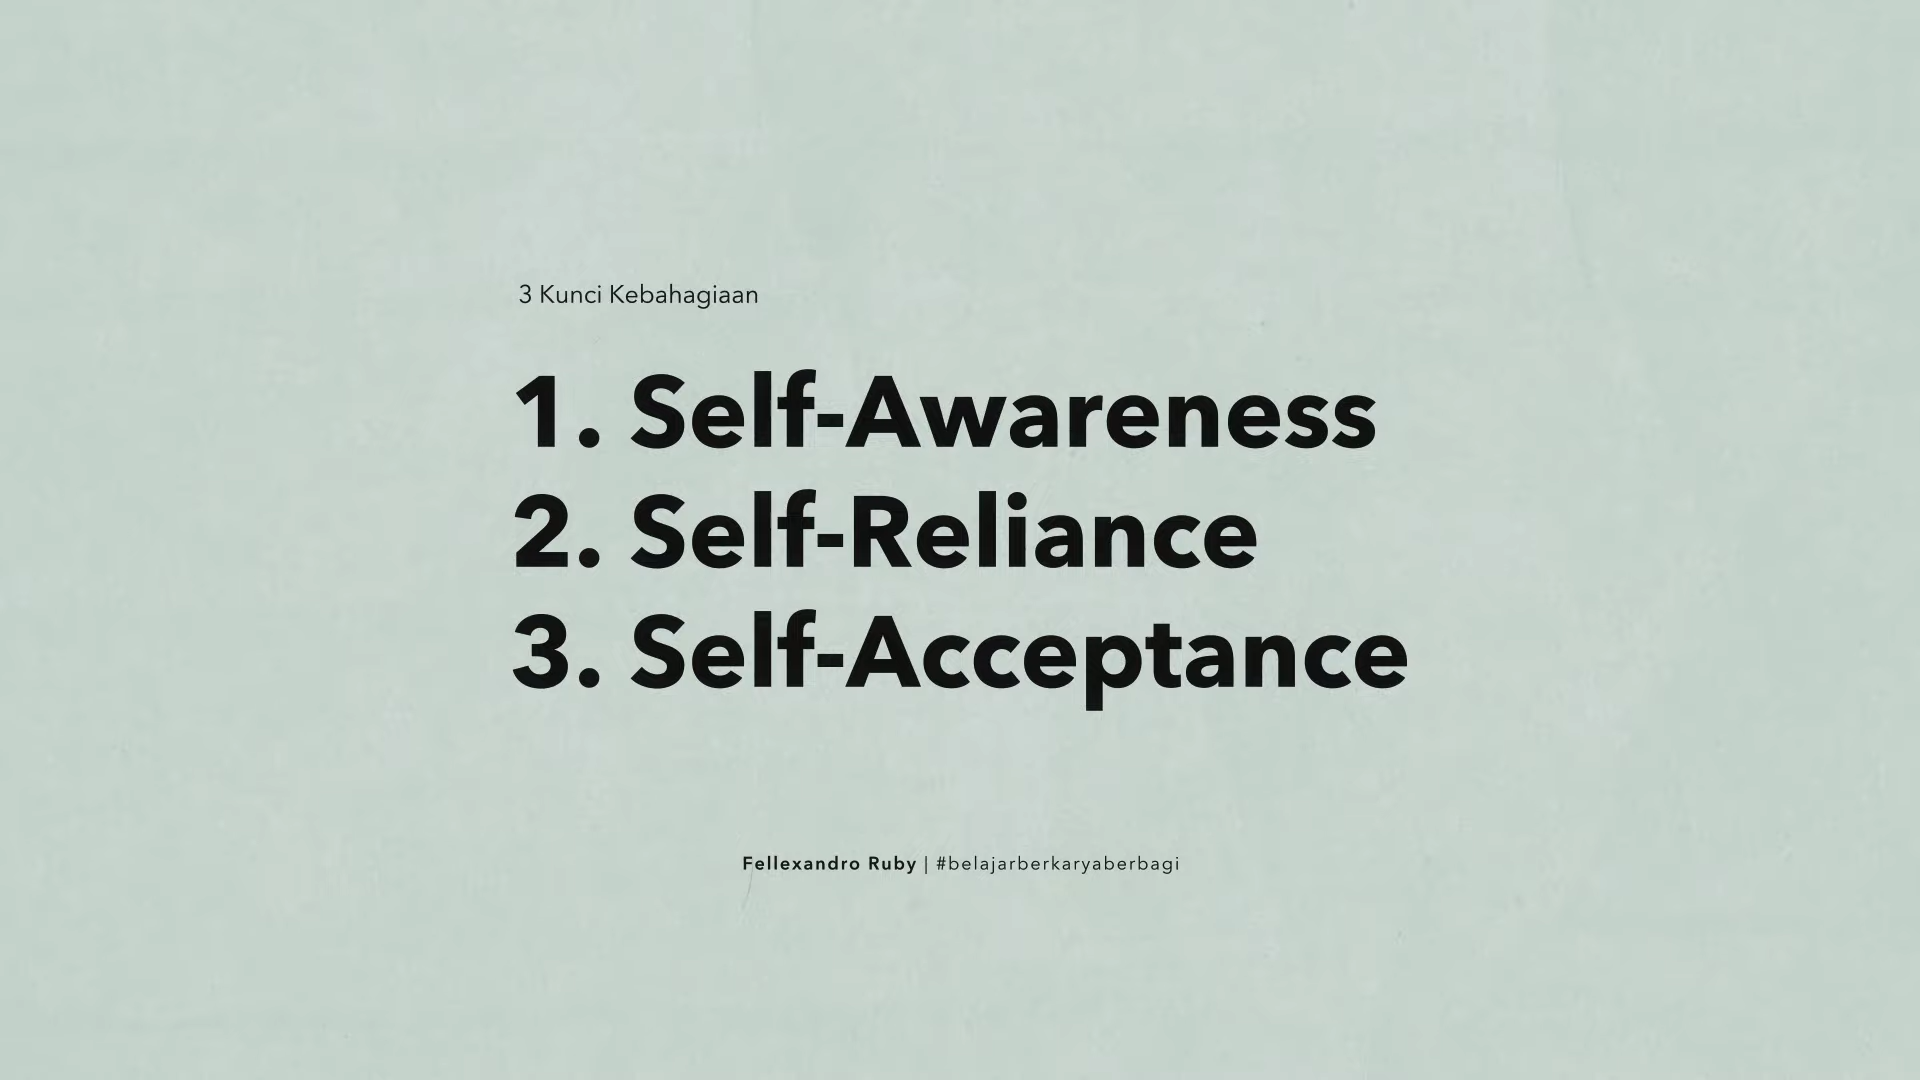 3 Kunci Kebahagiaan
1. Self-Awareness
2. Self-Reliance
3. Self-Acceptance
Fellexandro Ruby | #belajarberkaryaberbagi